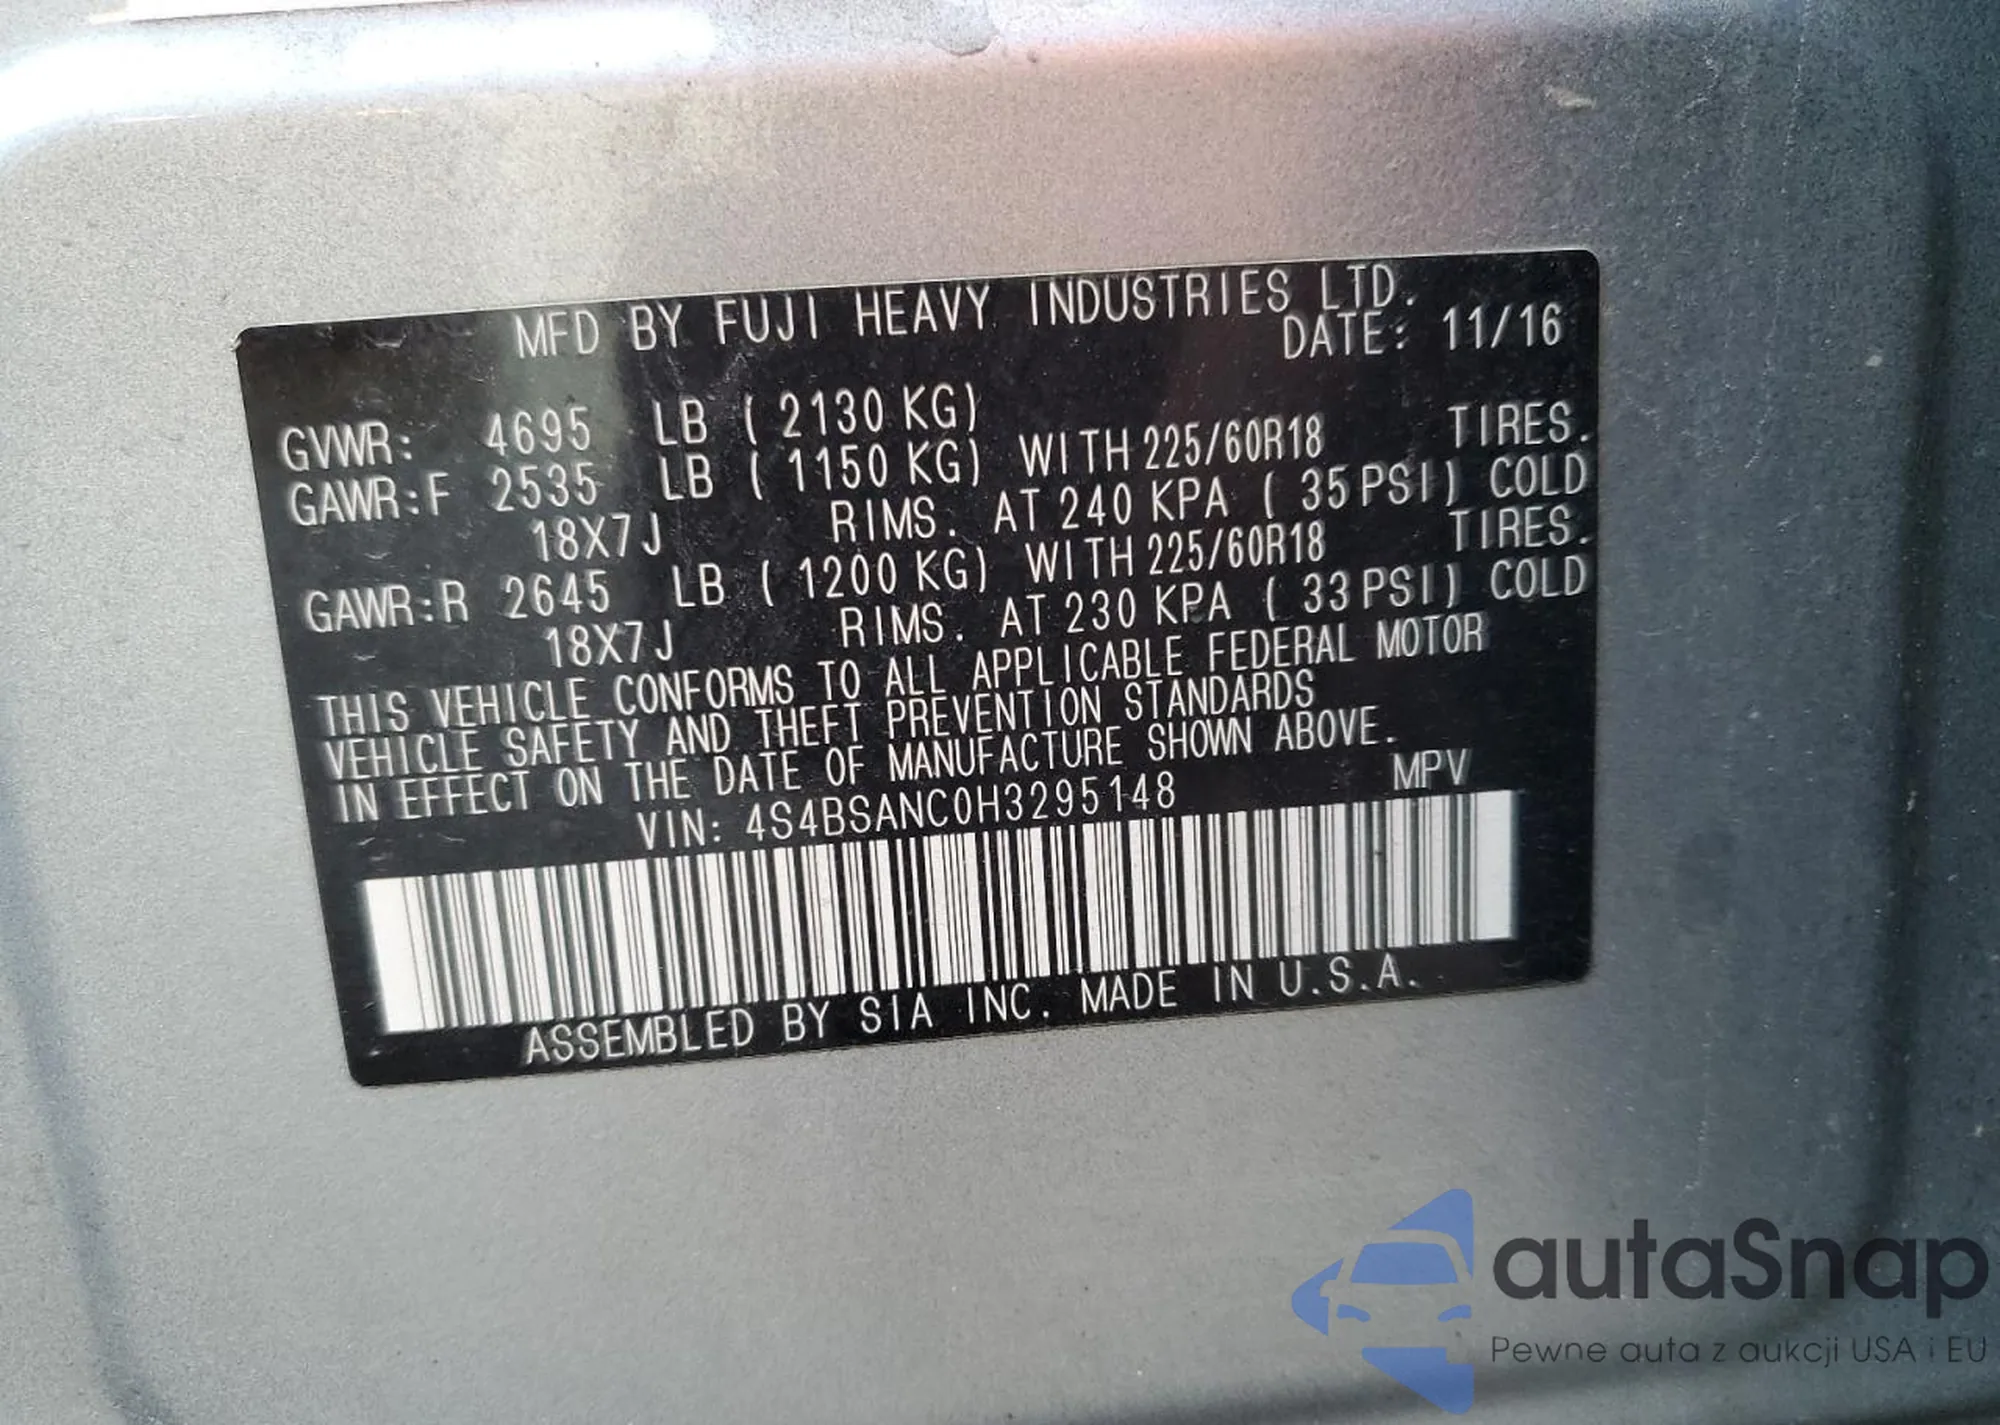 MFD BY FUJI HEAVY INDUSTRIES LTD.
DATE: 11/16
GVWR: 4695 LB ( 2130 KG)
GAWR:F 2535 LB ( 1150 KG) WITH 225/60R18 TIRES.
18X7J RIMS. AT 240 KPA ( 35PSI) COLD
GAWR:R 2645 LB ( 1200 KG) WITH 225/60R18 TIRES.
18X7J RIMS. AT 230 KPA ( 33PSI) COLD
THIS VEHICLE CONFORMS TO ALL APPLICABLE FEDERAL MOTOR
VEHICLE SAFETY AND THEFT PREVENTION STANDARDS
IN EFFECT ON THE DATE OF MANUFACTURE SHOWN ABOVE.
VIN: 4S4BSANC0H3295148 MPV
ASSEMBLED BY SIA INC. MADE IN U.S.A.
autaSnap
Pewne auta z aukcji USA i EU